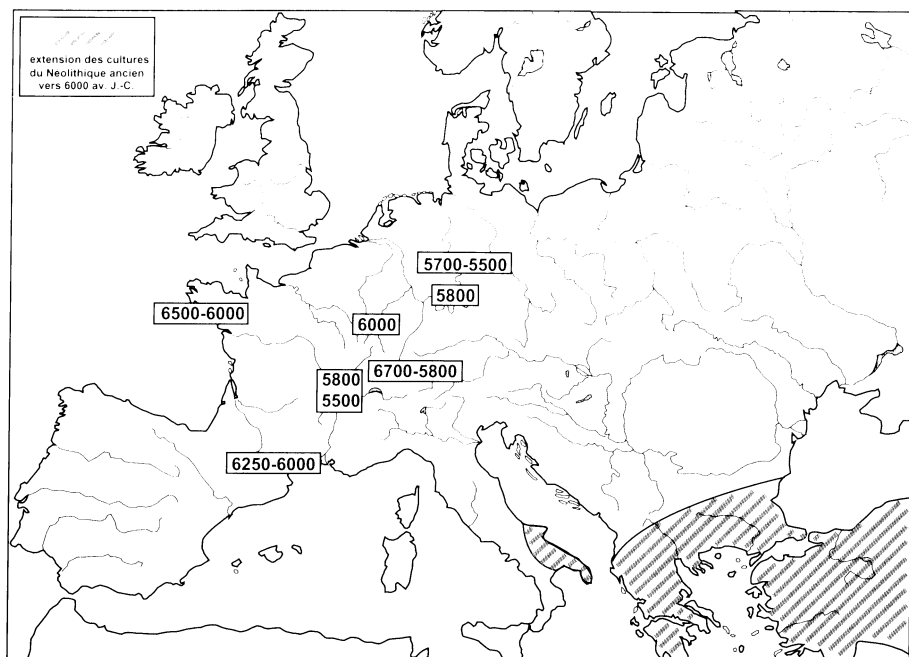 extension des cultures
du Neolithique ancien
vers 6000 av. J.-C.
5700-5500
5800
6500-6000
6000
6700-5800
5800
5500
6250-6000